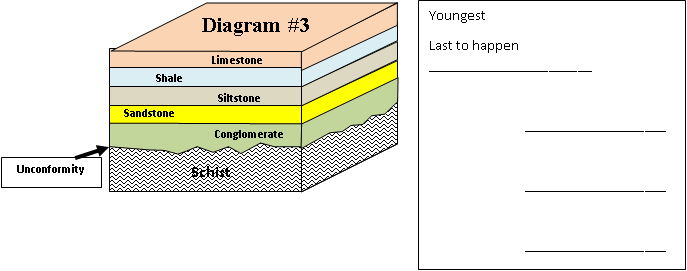 Diagram #3
Limestone
Shale
Siltstone
Sandstone
Conglomerate
Unconformity
Schist
Youngest
Last to happen